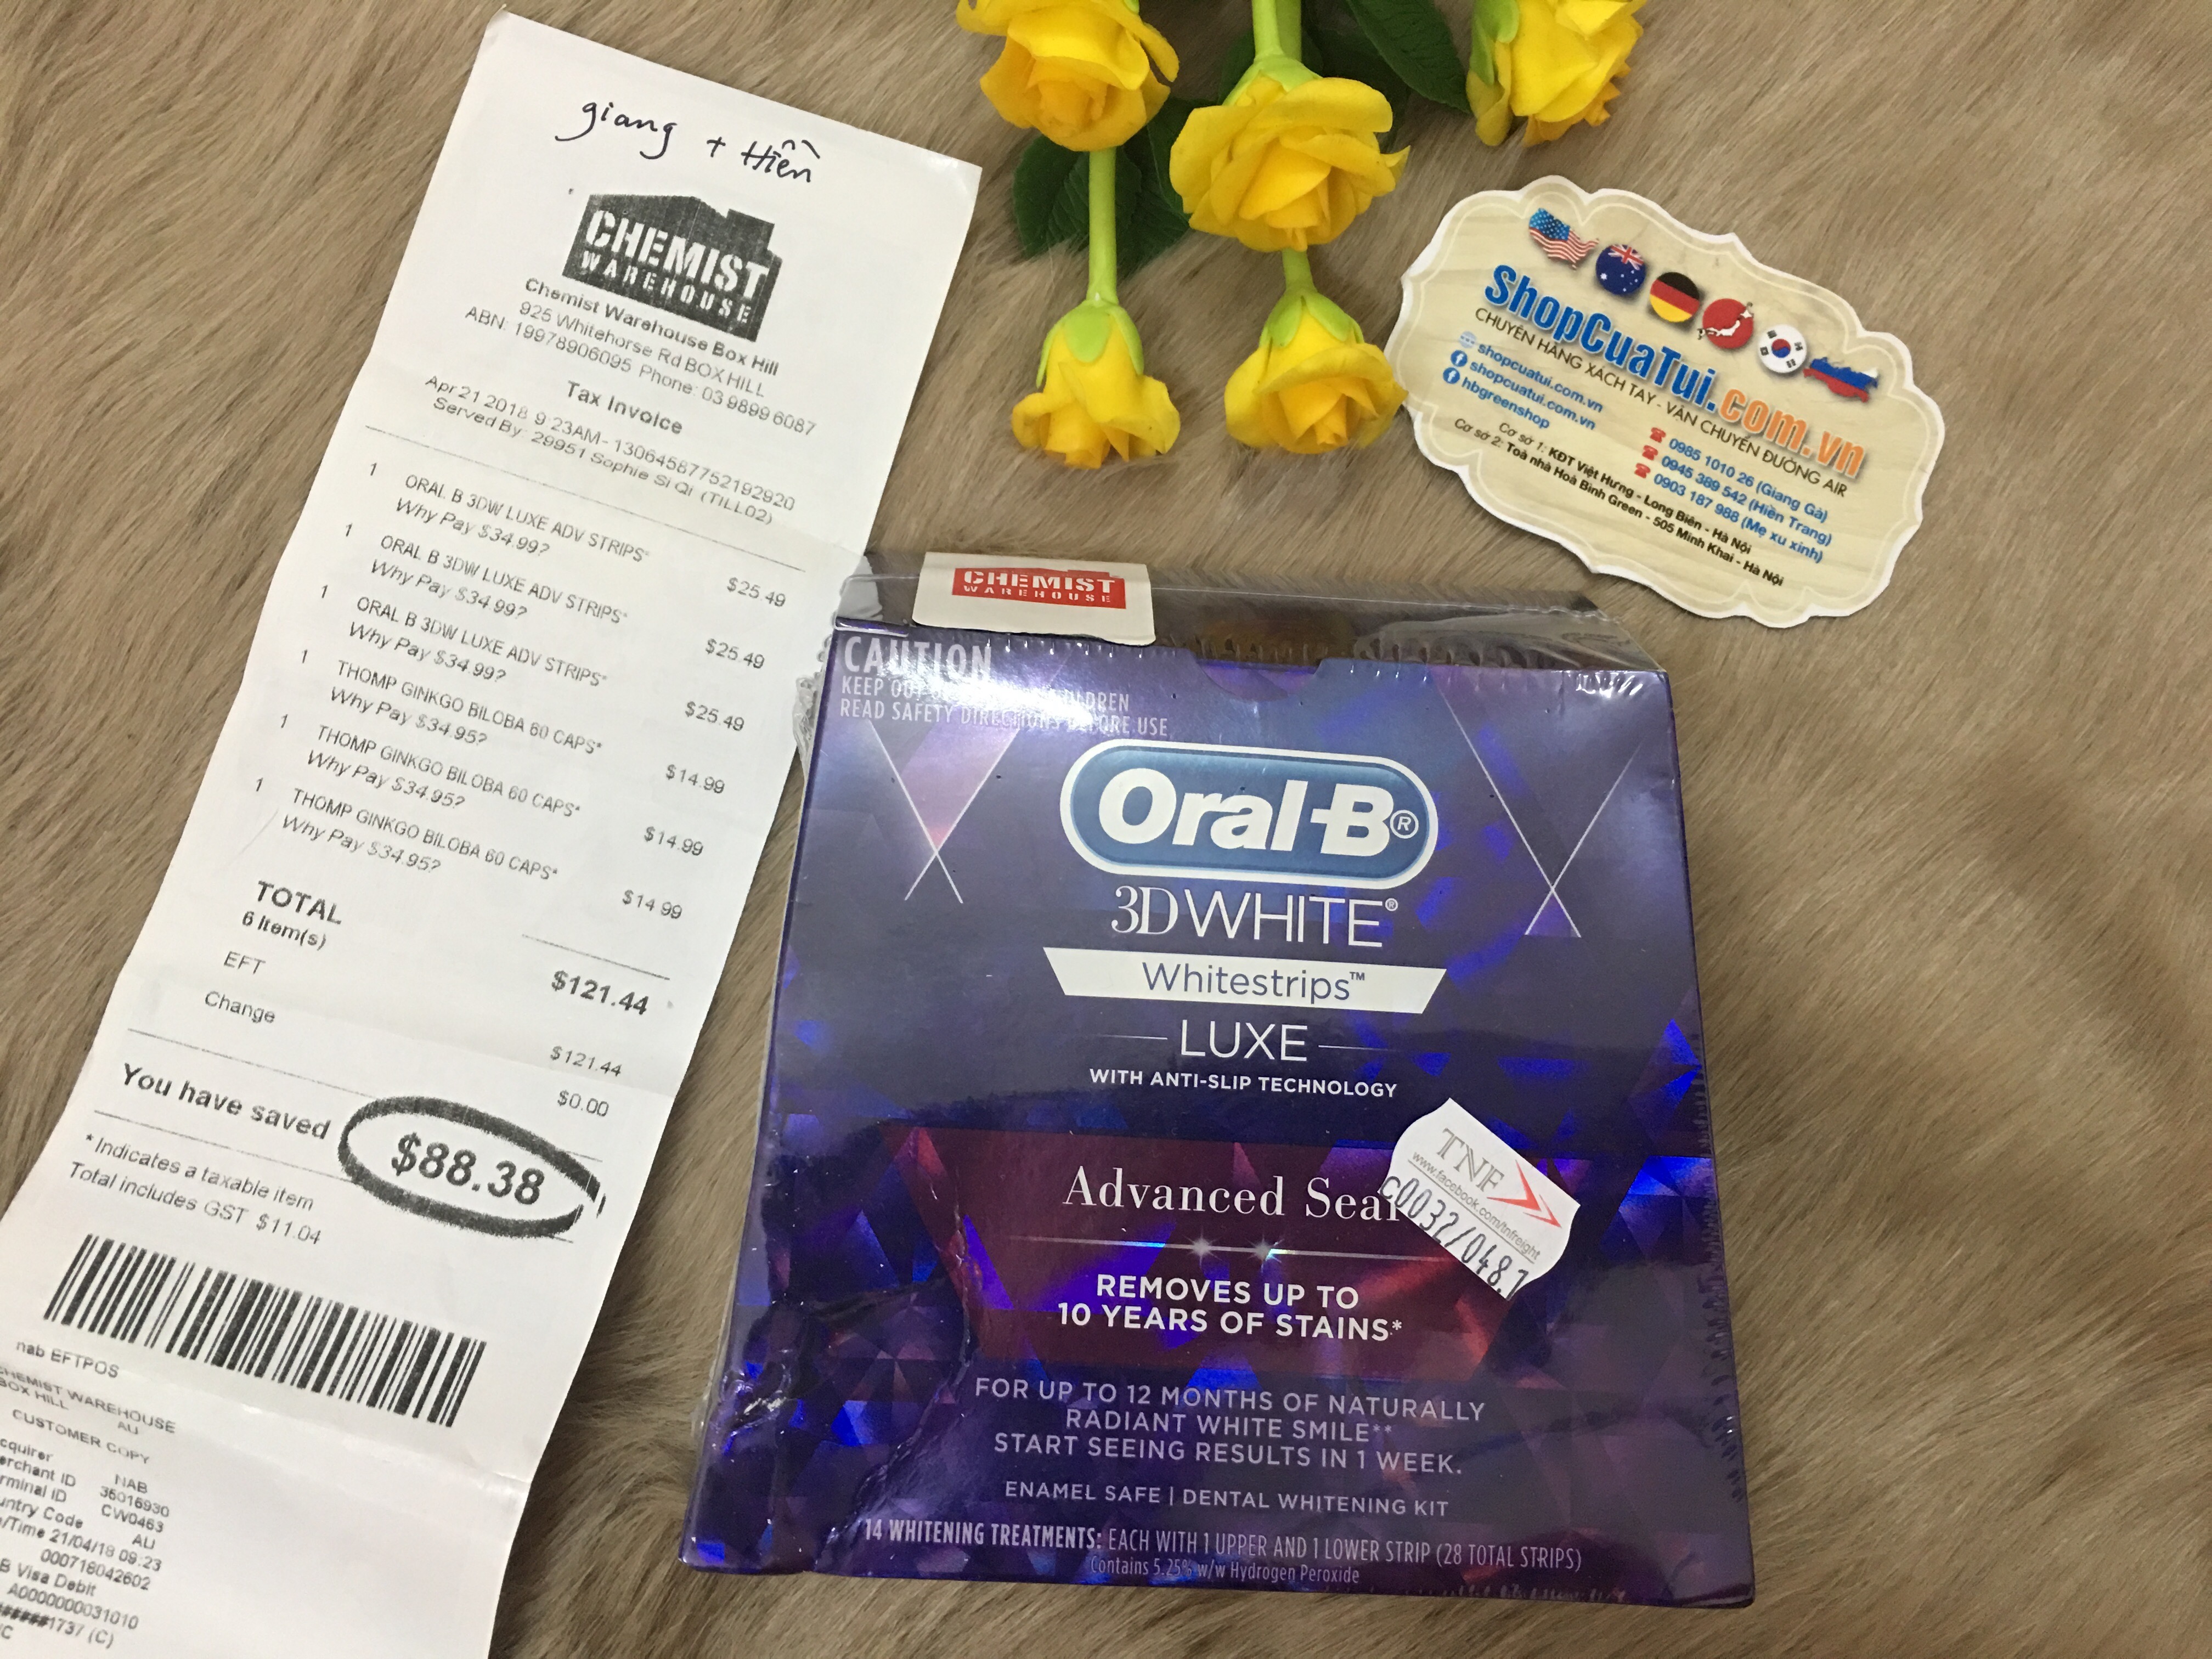 giang + Hiền
CHEMIST
WAREHOUSE
Chemist Warehouse Box Hill
925 Whitehorse Rd BOX HILL
ABN: 19978906095 Phone: 03 9899 6087
Tax Invoice
Apr 21 2018 9:23AM - 13064587752192920
Served By: 29951 Sophie Si Qi (TILL02)
1 ORAL B 3DW LUXE ADV STRIPS* $25.49
Why Pay $34.99?
1 ORAL B 3DW LUXE ADV STRIPS* $25.49
Why Pay $34.99?
1 ORAL B 3DW LUXE ADV STRIPS* $25.49
Why Pay $34.99?
1 THOMP GINKGO BILOBA 60 CAPS* $14.99
Why Pay $34.95?
1 THOMP GINKGO BILOBA 60 CAPS* $14.99
Why Pay $34.95?
1 THOMP GINKGO BILOBA 60 CAPS* $14.99
Why Pay $34.95?
TOTAL $121.44
6 Item(s)
EFT $121.44
Change $0.00
You have saved $88.38
* Indicates a taxable item
Total includes GST $11.04
nab EFTPOS
CHEMIST WAREHOUSE
BOX HILL AU
CUSTOMER COPY
NAB
ID 35016930
ID CW0463
Code AU
21/04/18 09:23
000718042602
Visa Debit
A0000000031010
1737 (C)
ShopCuaTui.com.vn
CHUYÊN HÀNG XÁCH TAY - VẬN CHUYỂN ĐƯỜNG AIR
shopcuatui.com.vn
shopcuatui.com.vn
hbgreenshop
0985 1010 26 (Giang Gà)
0945 389 542 (Hiền Trang)
0903 187 988 (Mẹ xu xinh)
Cơ sở 1: KĐT Việt Hưng - Long Biên - Hà Nội
Cơ sở 2: Toà nhà Hoà Bình Green - 505 Minh Khai - Hà Nội
CHEMIST
WAREHOUSE
CAUTION
KEEP OUT OF CHILDREN
READ SAFETY DIRECTIONS BEFORE USE
Oral-B®
3DWHITE®
Whitestrips™
LUXE
WITH ANTI-SLIP TECHNOLOGY
Advanced Seal
REMOVES UP TO
10 YEARS OF STAINS*
TNF
www.facebook.com/tnfreight
C0032/0487
FOR UP TO 12 MONTHS OF NATURALLY
RADIANT WHITE SMILE**
START SEEING RESULTS IN 1 WEEK.
ENAMEL SAFE | DENTAL WHITENING KIT
14 WHITENING TREATMENTS: EACH WITH 1 UPPER AND 1 LOWER STRIP (28 TOTAL STRIPS)
Contains 5.25% w/w Hydrogen Peroxide